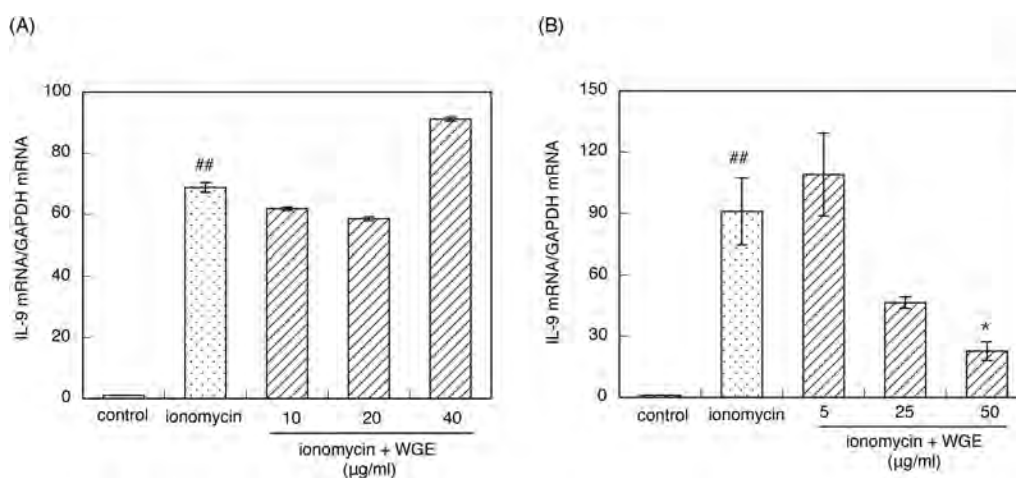 (A)
IL-9 mRNA/GAPDH mRNA
100
80
60
40
20
0
##
control ionomycin 10 20 40
ionomycin + WGE
(µg/ml)
(B)
IL-9 mRNA/GAPDH mRNA
150
120
90
60
30
0
##
*
control ionomycin 5 25 50
ionomycin + WGE
(µg/ml)